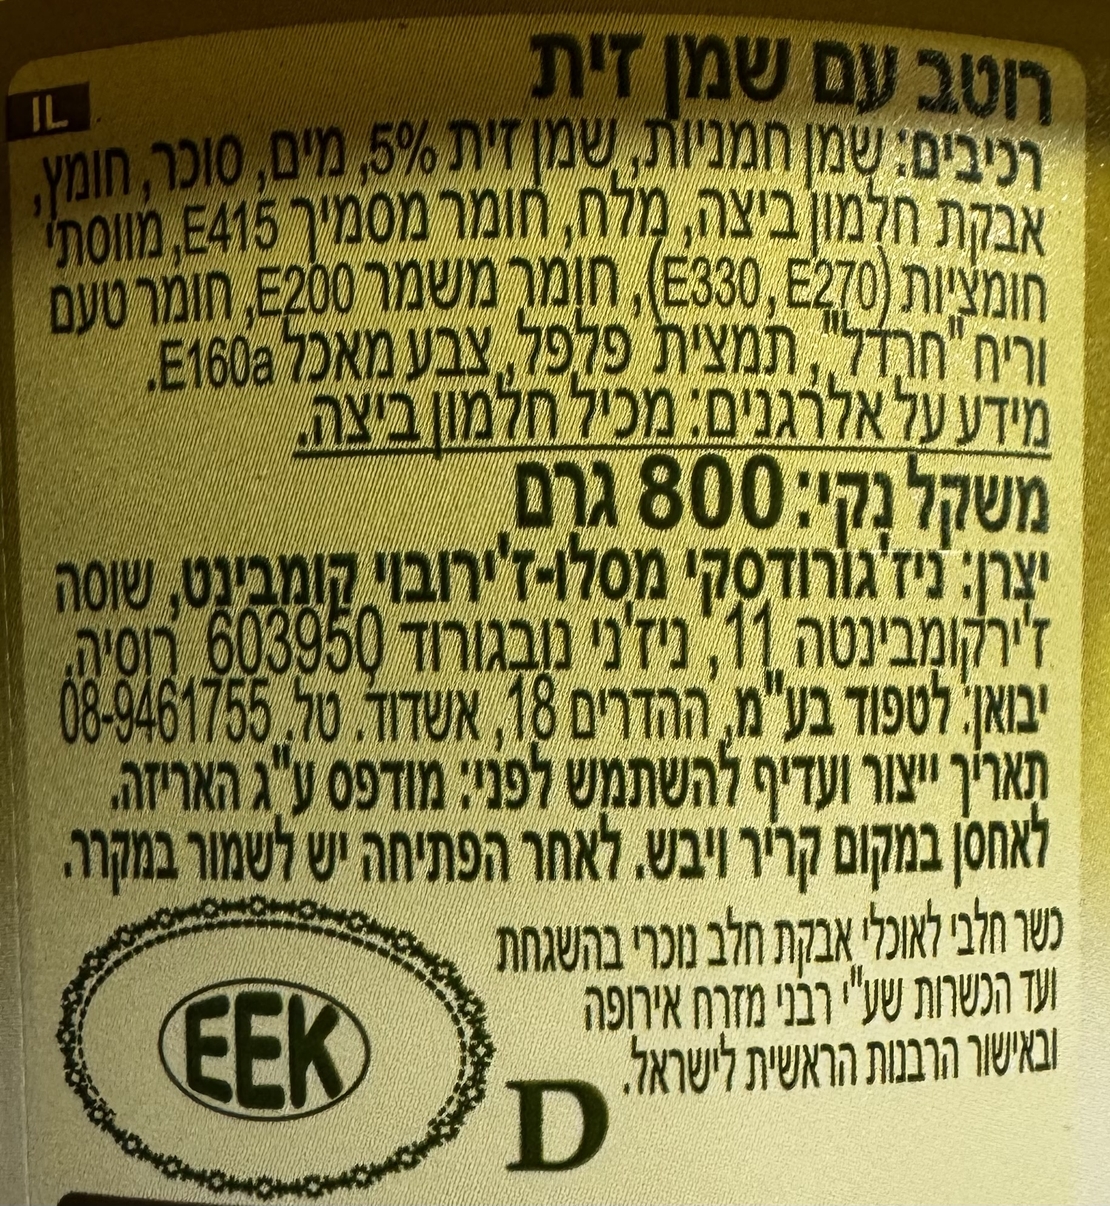 רוטב עם שמן זית
IL
רכיבים: שמן חמניות, שמן זית 5%, מים, סוכר, חומץ,
אבקת חלמון ביצה, מלח, חומר מסמיך E415, מווסתי
חומציות (E330, E270), חומר משמר E200, חומר טעם
וריח "חרדל", תמצית פלפל, צבע מאכל E160a.
מידע על אלרגנים: מכיל חלמון ביצה.
משקל נקי: 800 גרם
יצרן: ניז'גורודסקי מסלו-ז'ירובוי קומבינט, שוסה
ז'ירקומבינטה 11, ניז'ני נובגורוד 603950 רוסיה.
יבואן: לטפוד בע"מ, ההדרים 18, אשדוד. טל. 08-9461755
תאריך ייצור ועדיף להשתמש לפני: מודפס ע"ג האריזה.
לאחסן במקום קריר ויבש. לאחר הפתיחה יש לשמור במקרר.
כשר חלבי לאוכלי אבקת חלב נוכרי בהשגחת
ועד הכשרות שע"י רבני מזרח אירופה
ובאישור הרבנות הראשית לישראל.
EEK
D